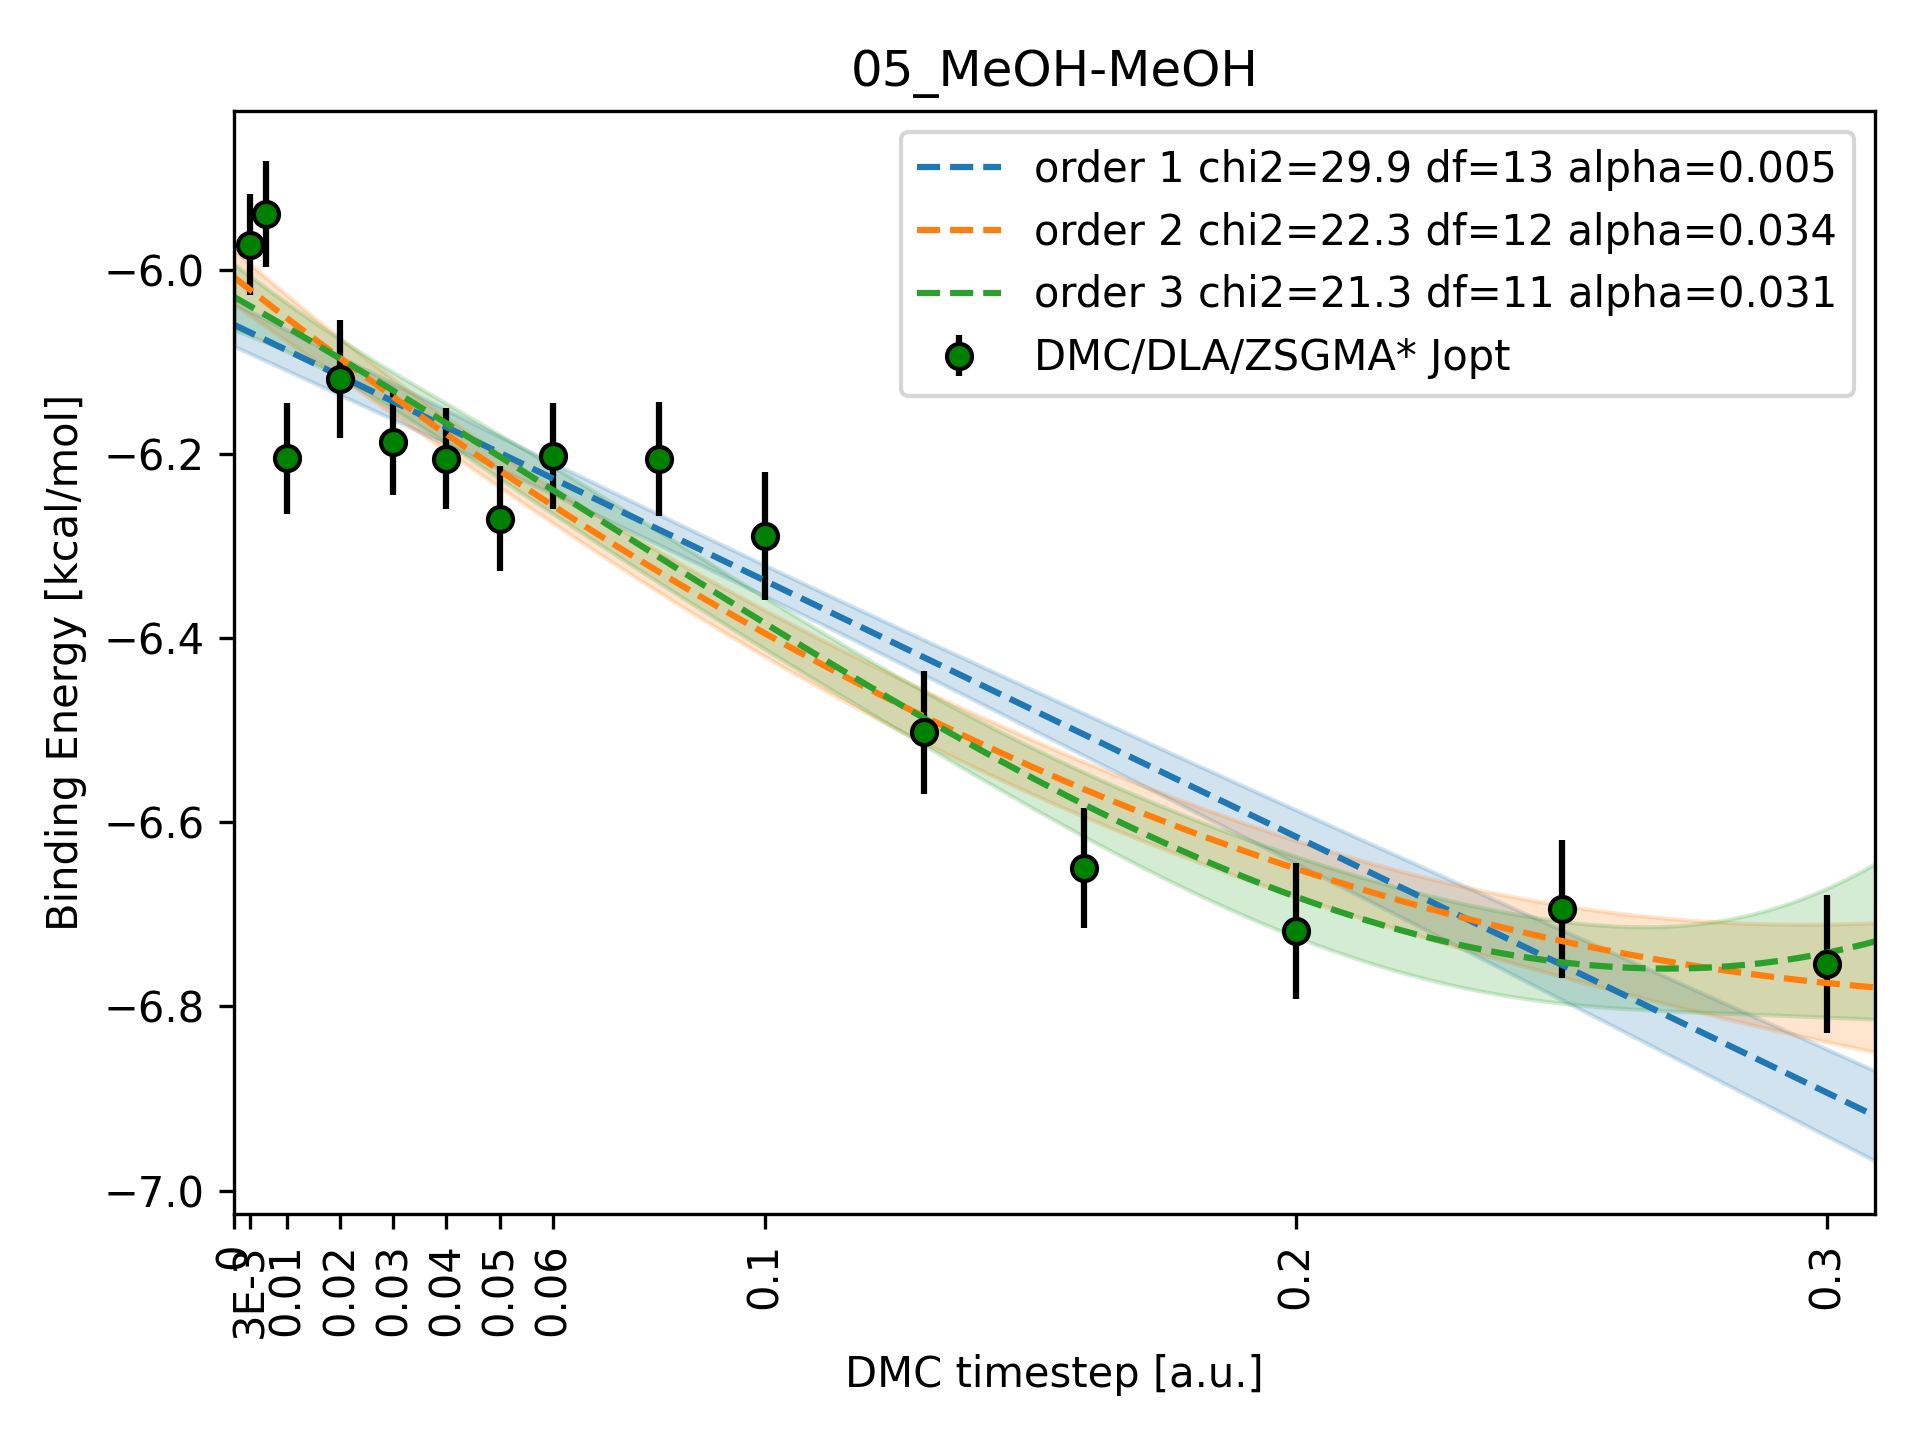 05_MeOH-MeOH
order 1 chi2=29.9 df=13 alpha=0.005
order 2 chi2=22.3 df=12 alpha=0.034
order 3 chi2=21.3 df=11 alpha=0.031
DMC/DLA/ZSGMA* Jopt
Binding Energy [kcal/mol]
−6.0
−6.2
−6.4
−6.6
−6.8
−7.0
0
3E-3
0.01
0.02
0.03
0.04
0.05
0.06
0.1
0.2
0.3
DMC timestep [a.u.]